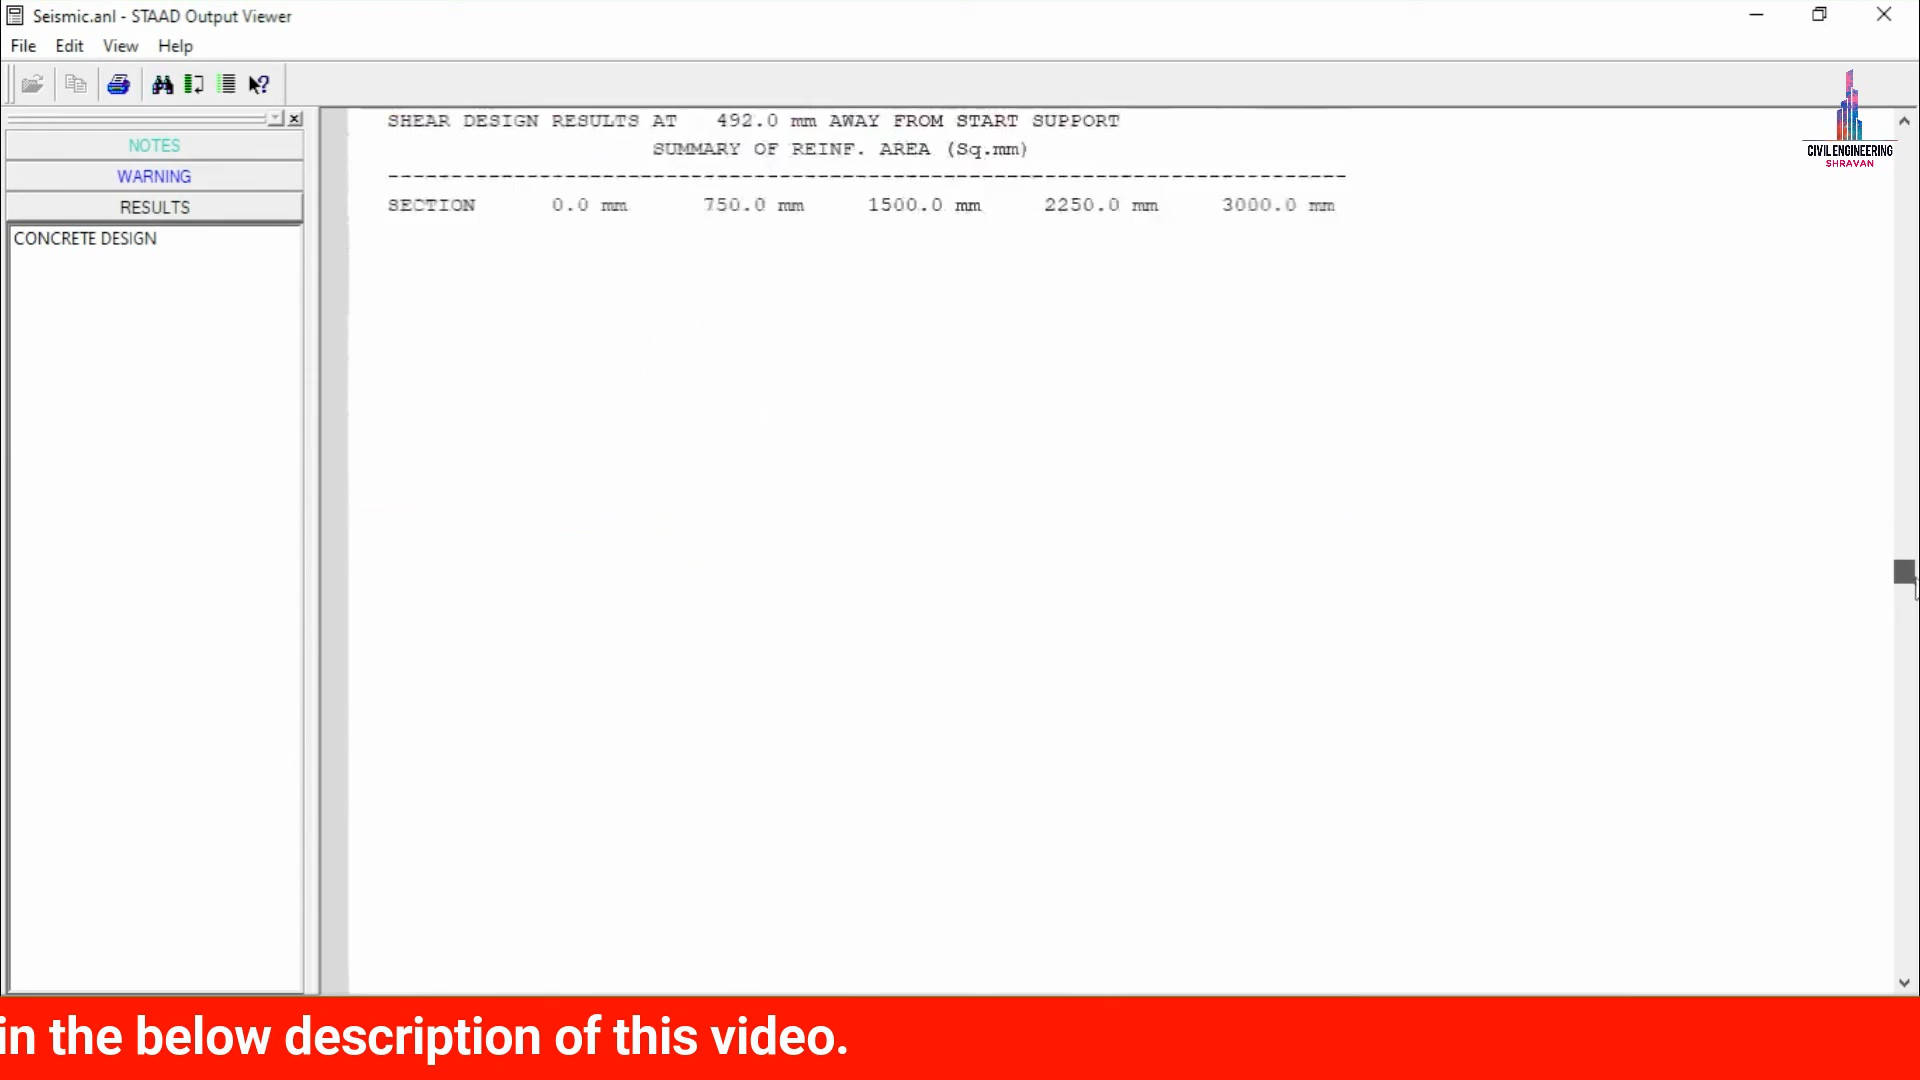 Seismic.anl - STAAD Output Viewer
File Edit View Help
NOTES
WARNING
RESULTS
CONCRETE DESIGN
SHEAR DESIGN RESULTS AT 492.0 mm AWAY FROM START SUPPORT
SUMMARY OF REINF. AREA (Sq.mm)
----------------------------------------------------------------------------
SECTION 0.0 mm 750.0 mm 1500.0 mm 2250.0 mm 3000.0 mm
CIVIL ENGINEERING
SHRAVAN
in the below description of this video.